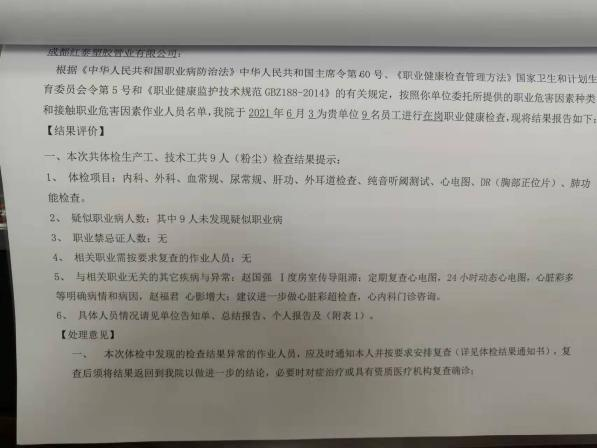 成都红泰塑胶管业有限公司：
根据《中华人民共和国职业病防治法》中华人民共和国主席令第60号、《职业健康检查管理方法》国家卫生和计划生
育委员会令第5号和《职业健康监护技术规范GBZ188-2014》的有关规定，按照你单位委托所提供的职业危害因素种类
和接触职业危害因素作业人员名单，我院于2021年6月3为贵单位9名员工进行在岗职业健康检查，现将结果报告如下：
【结果评价】
一、本次共体检生产工、技术工共9人（粉尘）检查结果提示：
1、体检项目：内科、外科、血常规、尿常规、肝功、外耳道检查、纯音听阈测试、心电图、DR（胸部正位片）、肺功
能检查。
2、疑似职业病人数：其中9人未发现疑似职业病
3、职业禁忌证人数：无
4、相关职业需按要求复查的作业人员：无
5、与相关职业无关的其它疾病与异常：赵国强 I度房室传导阻滞；定期复查心电图，24小时动态心电图，心脏彩多
等明确病情和病因，赵福君 心影增大；建议进一步做心脏彩超检查，心内科门诊咨询。
6、具体人员情况请见单位告知单、总结报告、个人报告及（附表1）。
【处理意见】
一、 本次体检中发现的检查结果异常的作业人员，应及时通知本人并按要求安排复查（详见体检结果通知书），复
查后须将结果返回到我院以做进一步的结论，必要时对症治疗或具有资质医疗机构复查确诊；